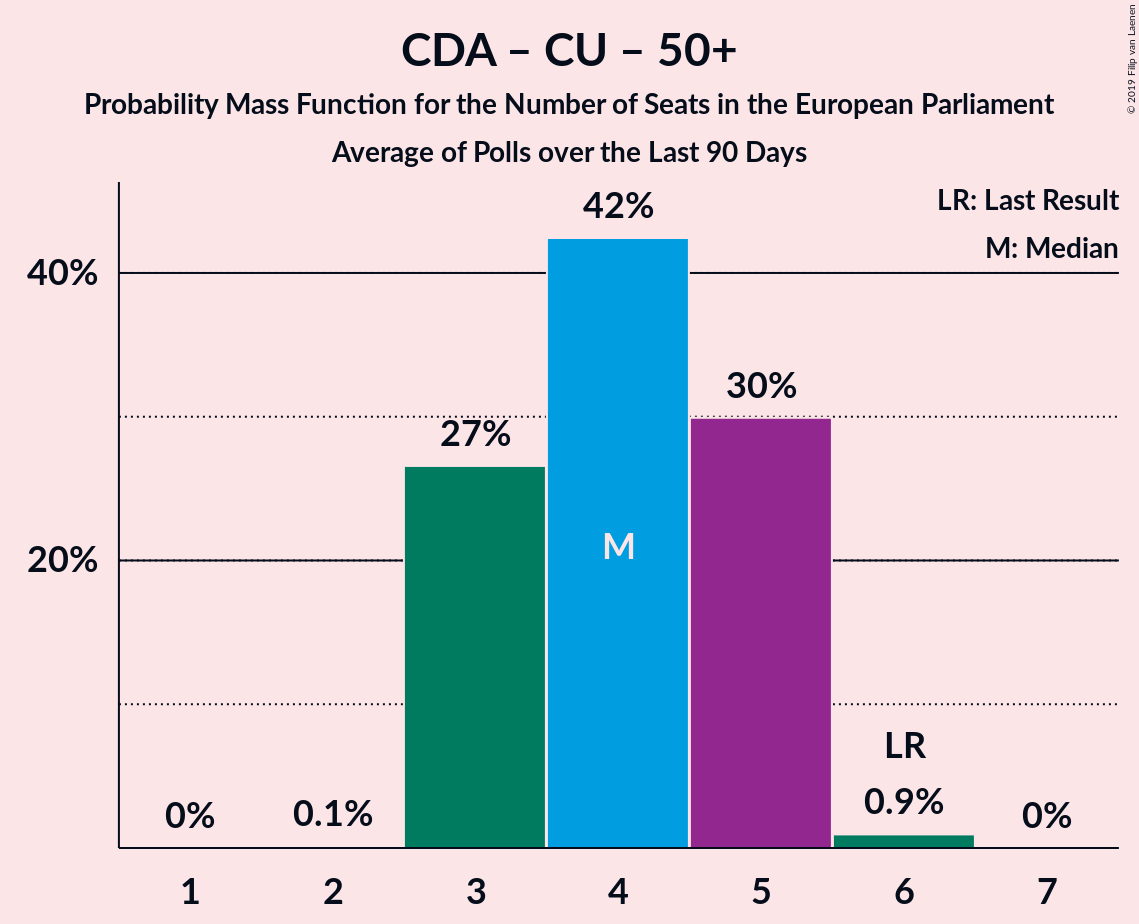 CDA – CU – 50+
Probability Mass Function for the Number of Seats in the European Parliament
Average of Polls over the Last 90 Days
© 2019 Filip van Laenen
LR: Last Result
M: Median
42%
40%
30%
27%
M
20%
LR
0% 0.1% 0.9% 0%
1 2 3 4 5 6 7